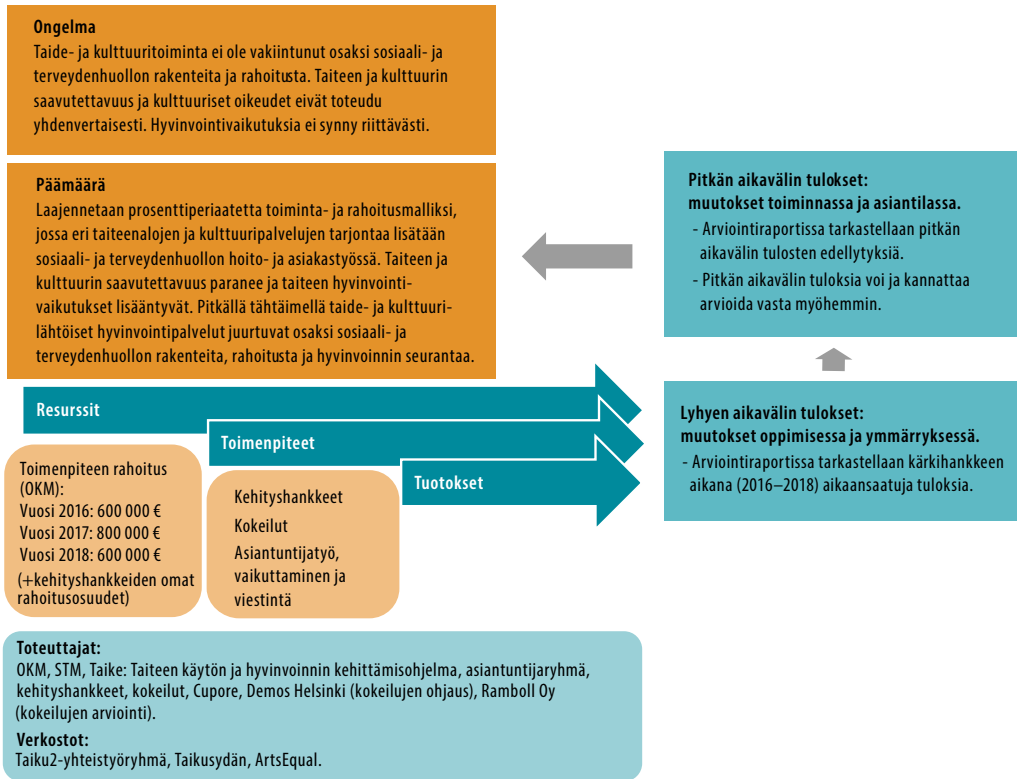 Ongelma
Taide- ja kulttuuritoiminta ei ole vakiintunut osaksi sosiaali- ja
terveydenhuollon rakenteita ja rahoitusta. Taiteen ja kulttuurin
saavutettavuus ja kulttuuriset oikeudet eivät toteudu
yhdenvertaisesti. Hyvinvointivaikutuksia ei synny riittävästi.
Päämäärä
Laajennetaan prosenttiperiaatetta toiminta- ja rahoitusmalliksi,
jossa eri taiteenalojen ja kulttuuripalvelujen tarjontaa lisätään
sosiaali- ja terveydenhuollon hoito- ja asiakastyössä. Taiteen ja
kulttuurin saavutettavuus paranee ja taiteen hyvinvointi-
vaikutukset lisääntyvät. Pitkällä tähtäimellä taide- ja kulttuuri-
lähtöiset hyvinvointipalvelut juurtuvat osaksi sosiaali- ja
terveydenhuollon rakenteita, rahoitusta ja hyvinvoinnin seurantaa.
Pitkän aikavälin tulokset:
muutokset toiminnassa ja asiantilassa.
- Arviointiraportissa tarkastellaan pitkän
aikavälin tulosten edellytyksiä.
- Pitkän aikavälin tuloksia voi ja kannattaa
arvioida vasta myöhemmin.
Resurssit
Toimenpiteet
Tuotokset
Lyhyen aikavälin tulokset:
muutokset oppimisessa ja ymmärryksessä.
- Arviointiraportissa tarkastellaan kärkihankkeen
aikana (2016–2018) aikaansaatuja tuloksia.
Toimenpiteen rahoitus
(OKM):
Vuosi 2016: 600 000 €
Vuosi 2017: 800 000 €
Vuosi 2018: 600 000 €
(+kehityshankkeiden omat
rahoitusosuudet)
Kehityshankkeet
Kokeilut
Asiantuntijatyö,
vaikuttaminen ja
viestintä
Toteuttajat:
OKM, STM, Taike: Taiteen käytön ja hyvinvoinnin kehittämisohjelma, asiantuntijaryhmä,
kehityshankkeet, kokeilut, Cupore, Demos Helsinki (kokeilujen ohjaus), Ramboll Oy
(kokeilujen arviointi).
Verkostot:
Taiku2-yhteistyöryhmä, Taikusydän, ArtsEqual.